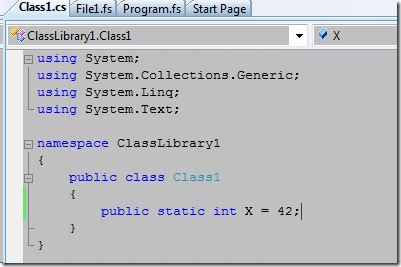 Class1.cs File1.fs Program.fs Start Page
ClassLibrary1.Class1 X
using System;
using System.Collections.Generic;
using System.Linq;
using System.Text;
namespace ClassLibrary1
{
public class Class1
{
public static int X = 42;
}
}